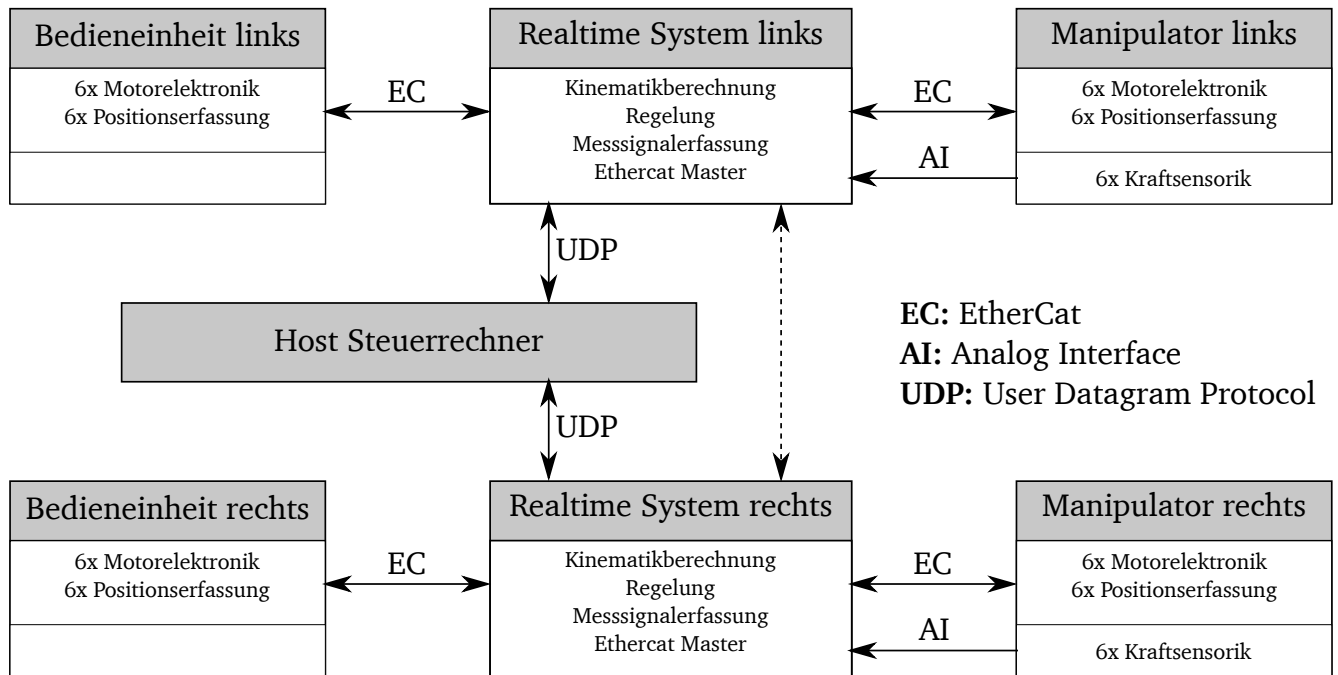 Bedieneinheit links
6x Motorelektronik
6x Positionserfassung
EC
Realtime System links
Kinematikberechnung
Regelung
Messsignalerfassung
Ethercat Master
EC
AI
Manipulator links
6x Motorelektronik
6x Positionserfassung
6x Kraftsensorik
UDP
Host Steuerrechner
UDP
EC: EtherCat
AI: Analog Interface
UDP: User Datagram Protocol
Bedieneinheit rechts
6x Motorelektronik
6x Positionserfassung
EC
Realtime System rechts
Kinematikberechnung
Regelung
Messsignalerfassung
Ethercat Master
EC
AI
Manipulator rechts
6x Motorelektronik
6x Positionserfassung
6x Kraftsensorik